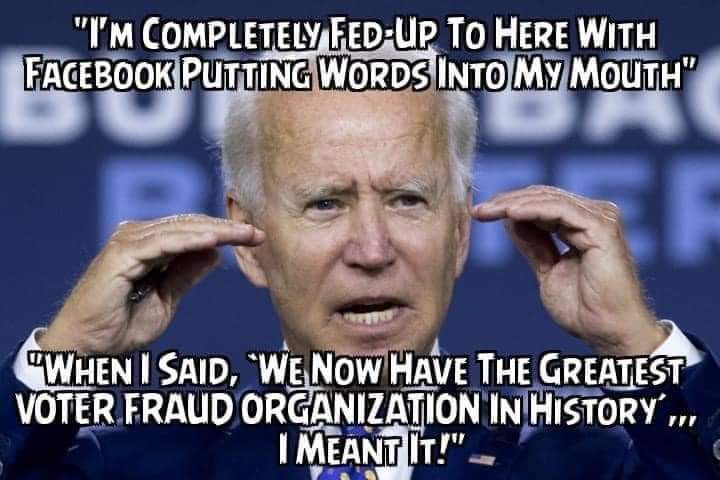 "I'm Completely Fed-Up To Here With
Facebook Putting Words Into My Mouth"
"When I Said, `We Now Have The Greatest
VOTER FRAUD ORGANIZATION In History´,,,
I Meant It!"